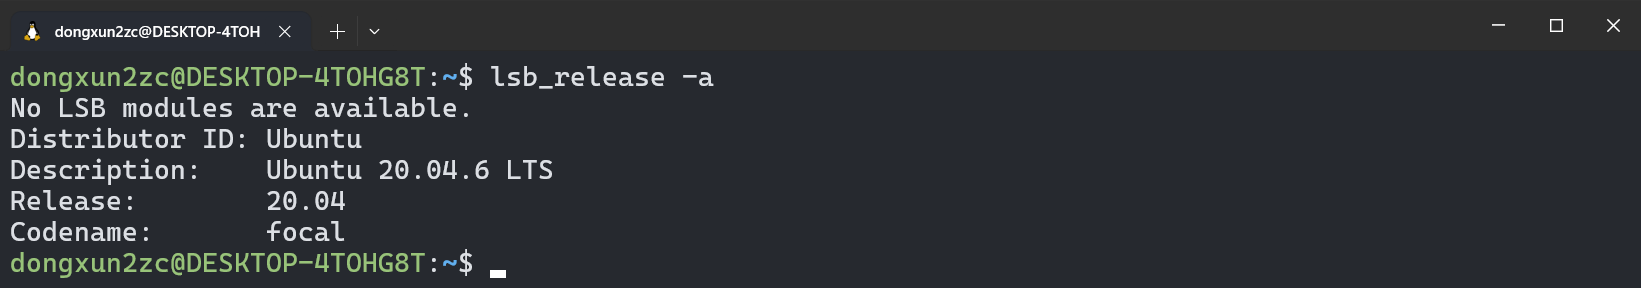 dongxun2zc@DESKTOP-4TOH
dongxun2zc@DESKTOP-4TOHG8T:~$ lsb_release -a
No LSB modules are available.
Distributor ID: Ubuntu
Description:    Ubuntu 20.04.6 LTS
Release:        20.04
Codename:       focal
dongxun2zc@DESKTOP-4TOHG8T:~$